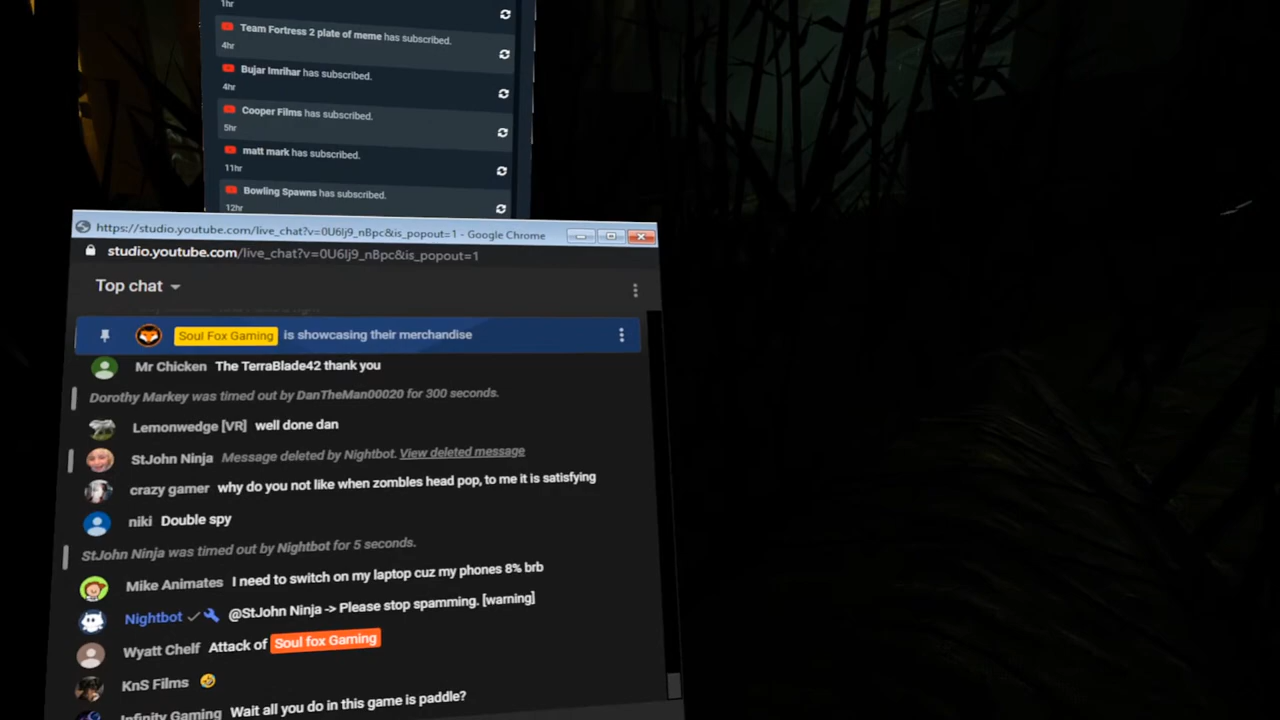 1hr
Team Fortress 2 plate of meme has subscribed.
4hr
Bujar Imrihar has subscribed.
4hr
Cooper Films has subscribed.
5hr
matt mark has subscribed.
11hr
Bowling Spawns has subscribed.
12hr
https://studio.youtube.com/live_chat?v=0U6Ij9_nBpc&is_popout=1 - Google Chrome
studio.youtube.com/live_chat?v=0U6Ij9_nBpc&is_popout=1
Top chat
Soul Fox Gaming is showcasing their merchandise
Mr Chicken The TerraBlade42 thank you
Dorothy Markey was timed out by DanTheMan00020 for 300 seconds.
Lemonwedge [VR] well done dan
StJohn Ninja Message deleted by Nightbot. View deleted message
crazy gamer why do you not like when zombles head pop, to me it is satisfying
niki Double spy
StJohn Ninja was timed out by Nightbot for 5 seconds.
Mike Animates I need to switch on my laptop cuz my phones 8% brb
Nightbot @StJohn Ninja -> Please stop spamming. [warning]
Wyatt Chelf Attack of Soul fox Gaming
KnS Films 🤣
Infinity Gaming Wait all you do in this game is paddle?